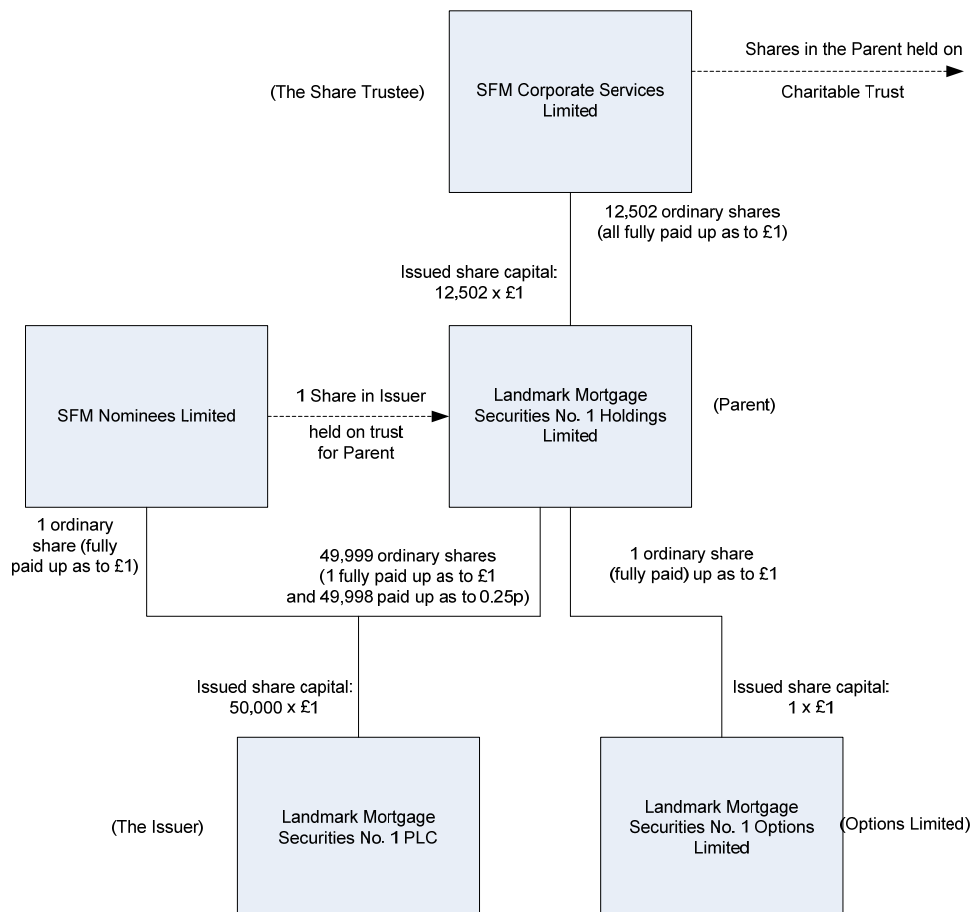 Shares in the Parent held on
Charitable Trust
(The Share Trustee)
SFM Corporate Services
Limited
12,502 ordinary shares
(all fully paid up as to £1)
Issued share capital:
12,502 x £1
SFM Nominees Limited
1 Share in Issuer
held on trust
for Parent
Landmark Mortgage
Securities No. 1 Holdings
Limited
(Parent)
1 ordinary
share (fully
paid up as to £1)
49,999 ordinary shares
(1 fully paid up as to £1
and 49,998 paid up as to 0.25p)
1 ordinary share
(fully paid) up as to £1
Issued share capital:
50,000 x £1
Issued share capital:
1 x £1
(The Issuer)
Landmark Mortgage
Securities No. 1 PLC
Landmark Mortgage
Securities No. 1 Options
Limited
(Options Limited)